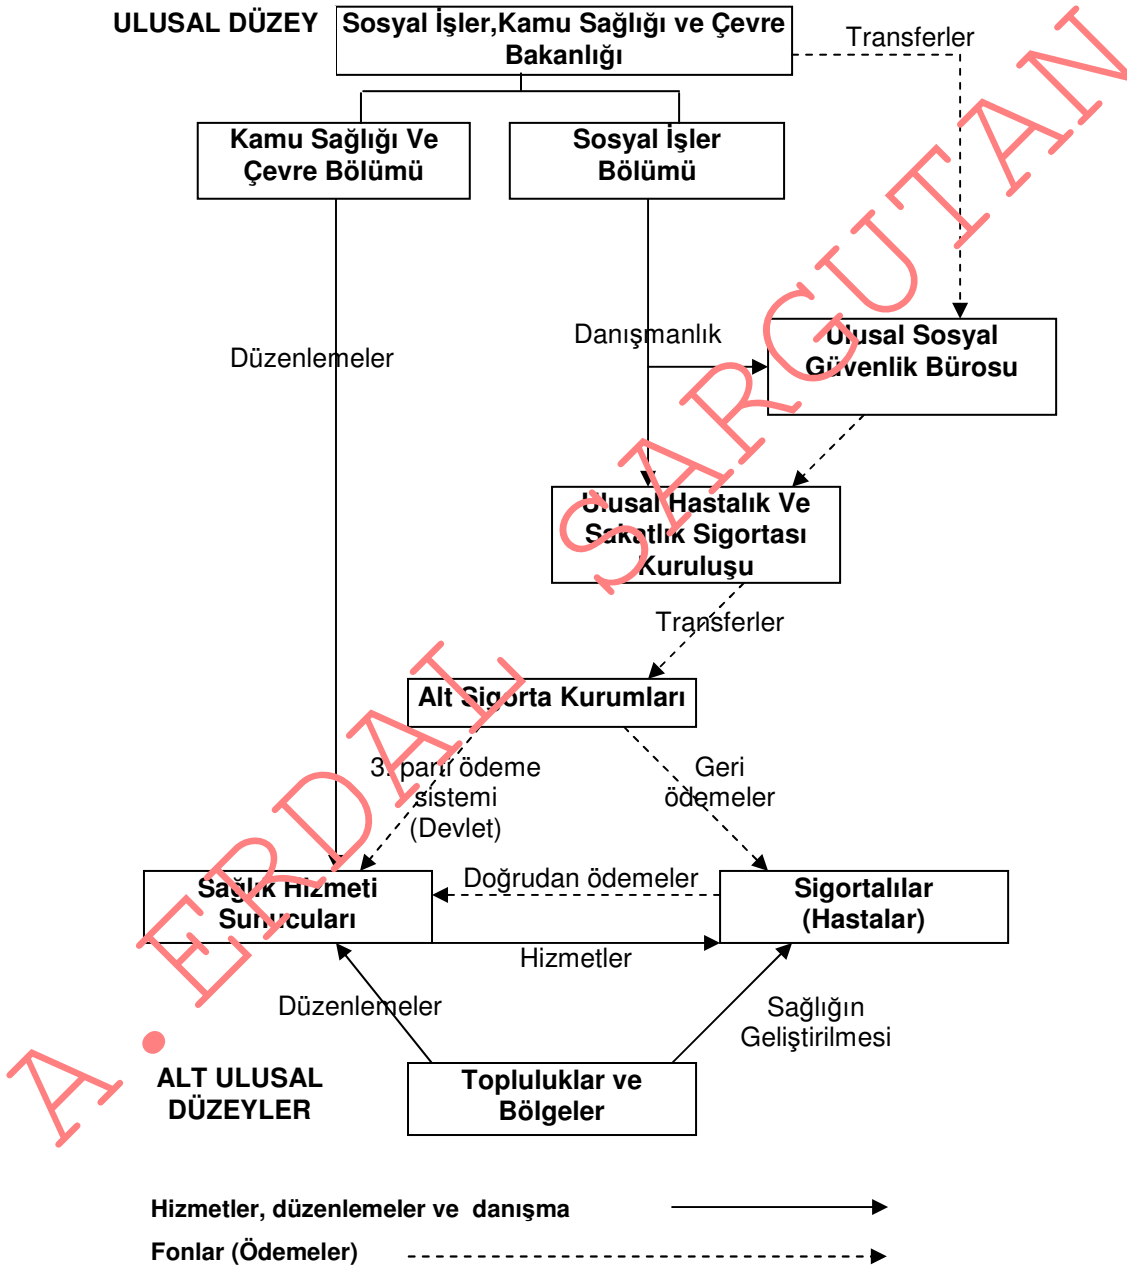 ULUSAL DÜZEY
Sosyal İşler,Kamu Sağlığı ve Çevre
Bakanlığı
Transferler
Kamu Sağlığı Ve
Çevre Bölümü
Sosyal İşler
Bölümü
Düzenlemeler
Danışmanlık
Ulusal Sosyal
Güvenlik Bürosu
Ulusal Hastalık Ve
Sakatlık Sigortası
Kuruluşu
Transferler
Alt Sigorta Kurumları
3. parti ödeme
sistemi
(Devlet)
Geri
ödemeler
Sağlık Hizmeti
Sunucuları
Doğrudan ödemeler
Sigortalılar
(Hastalar)
Hizmetler
Düzenlemeler
Sağlığın
Geliştirilmesi
ALT ULUSAL
DÜZEYLER
Topluluklar ve
Bölgeler
Hizmetler, düzenlemeler ve danışma
Fonlar (Ödemeler)
A. ERDAL SARGUTAN